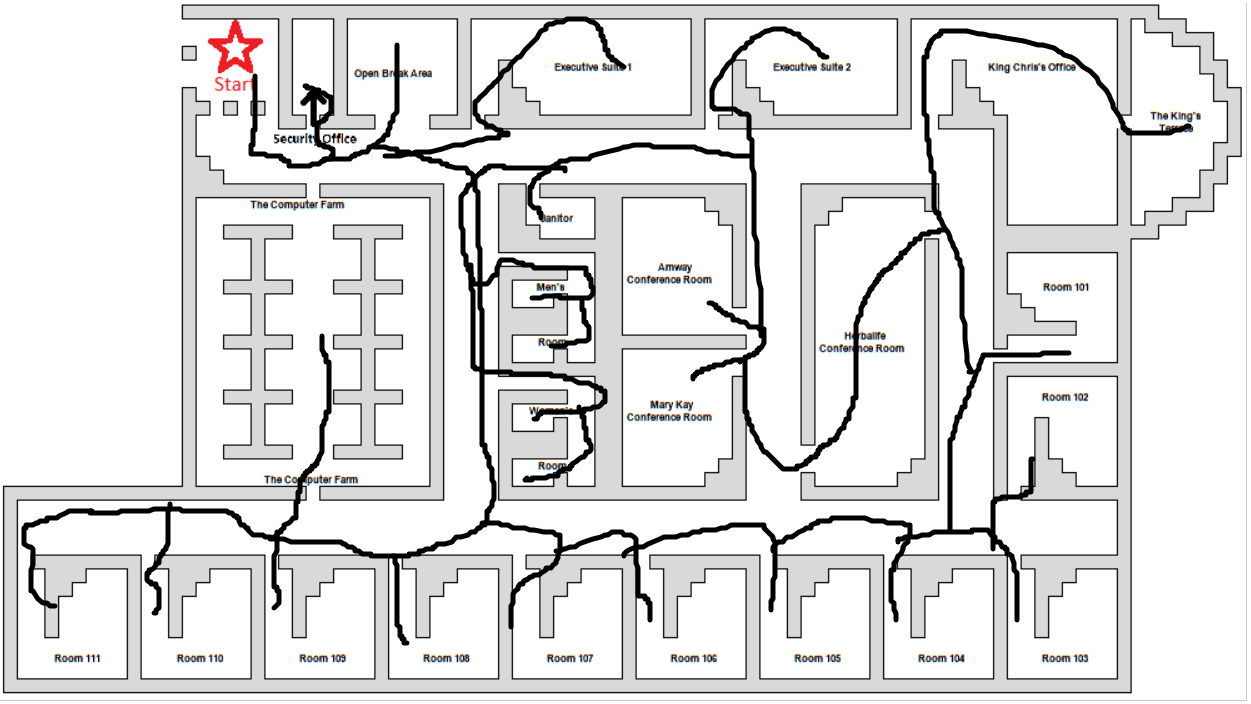 Start
Open Break Area
Executive Suite 1
Executive Suite 2
King Chris's Office
The King's
Terrace
Security Office
The Computer Farm
Janitor
Amway
Conference Room
Men's
Room
Room 101
Herbalife
Conference Room
Women's
Room
Mary Kay
Conference Room
Room 102
The Computer Farm
Room 111
Room 110
Room 109
Room 108
Room 107
Room 106
Room 105
Room 104
Room 103